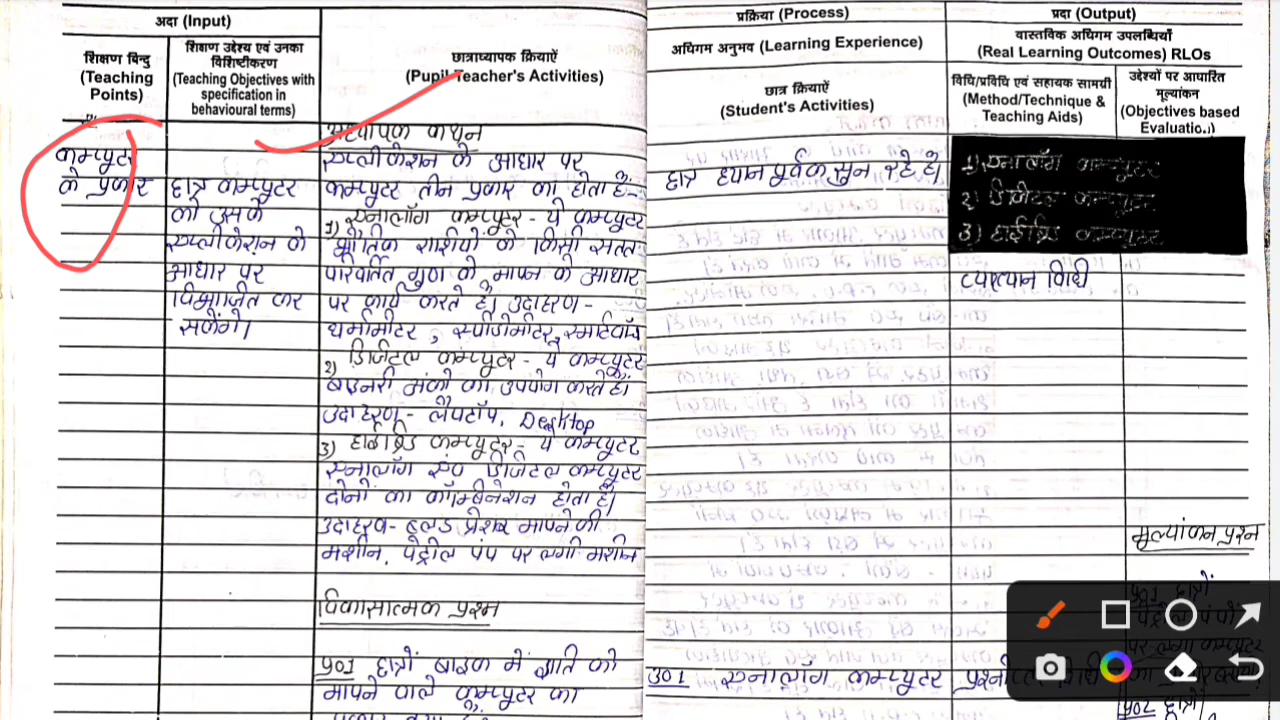 अदा (Input)
प्रक्रिया (Process)
प्रदा (Output)
शिक्षण बिन्दु
(Teaching
Points)
शिक्षण उद्देश्य एवं उनका
विशिष्टीकरण
(Teaching Objectives with
specification in
behavioural terms)
छात्राध्यापक क्रियाऐं
(Pupil Teacher's Activities)
अधिगम अनुभव (Learning Experience)
छात्र क्रियाऐं
(Student's Activities)
वास्तविक अधिगम उपलब्धियाँ
(Real Learning Outcomes) RLOs
विधि/प्रविधि एवं सहायक सामग्री
(Method/Technique &
Teaching Aids)
उद्देश्यों पर आधारित
मूल्यांकन
(Objectives based
Evaluation)
कम्प्यूटर
के प्रकार
छात्र कम्प्यूटर
को उसके
एप्लीकेशन के
आधार पर
विभाजित कर
सकेंगे।
अध्यापक कथन
एप्लीकेशन के आधार पर
कम्प्यूटर तीन प्रकार का होता है-
1) एनालॉग कम्प्यूटर - ये कम्प्यूटर
भौतिक राशियों के किसी सतत
परिवर्तित गुण को मापन के आधार
पर कार्य करते है। उदाहरण -
थर्मामीटर, स्पीडोमीटर, स्मार्टवॉच
2) डिजिटल कम्प्यूटर - ये कम्प्यूटर
बाइनरी अंको का उपयोग करते है।
उदाहरण - लैपटॉप, Desktop
3) हाइब्रिड कम्प्यूटर - ये कम्प्यूटर
एनालॉग एवं डिजिटल कम्प्यूटर
दोनों का कॉम्बीनेशन होता है।
उदाहरण - ब्लड प्रेशर मापने की
मशीन, पेट्रोल पंप पर लगी मशीन
विकासात्मक प्रश्न
प्र01 छात्रों बाइक में गति को
मापने वाले कम्प्यूटर का
छात्र ध्यान पूर्वक सुन रहे है।
उ01 एनालॉग कम्प्यूटर
1) एनालॉग कम्प्यूटर
2) डिजिटल कम्प्यूटर
3) हाईब्रिड कम्प्यूटर
व्याख्यान विधि
मूल्यांकन प्रश्न